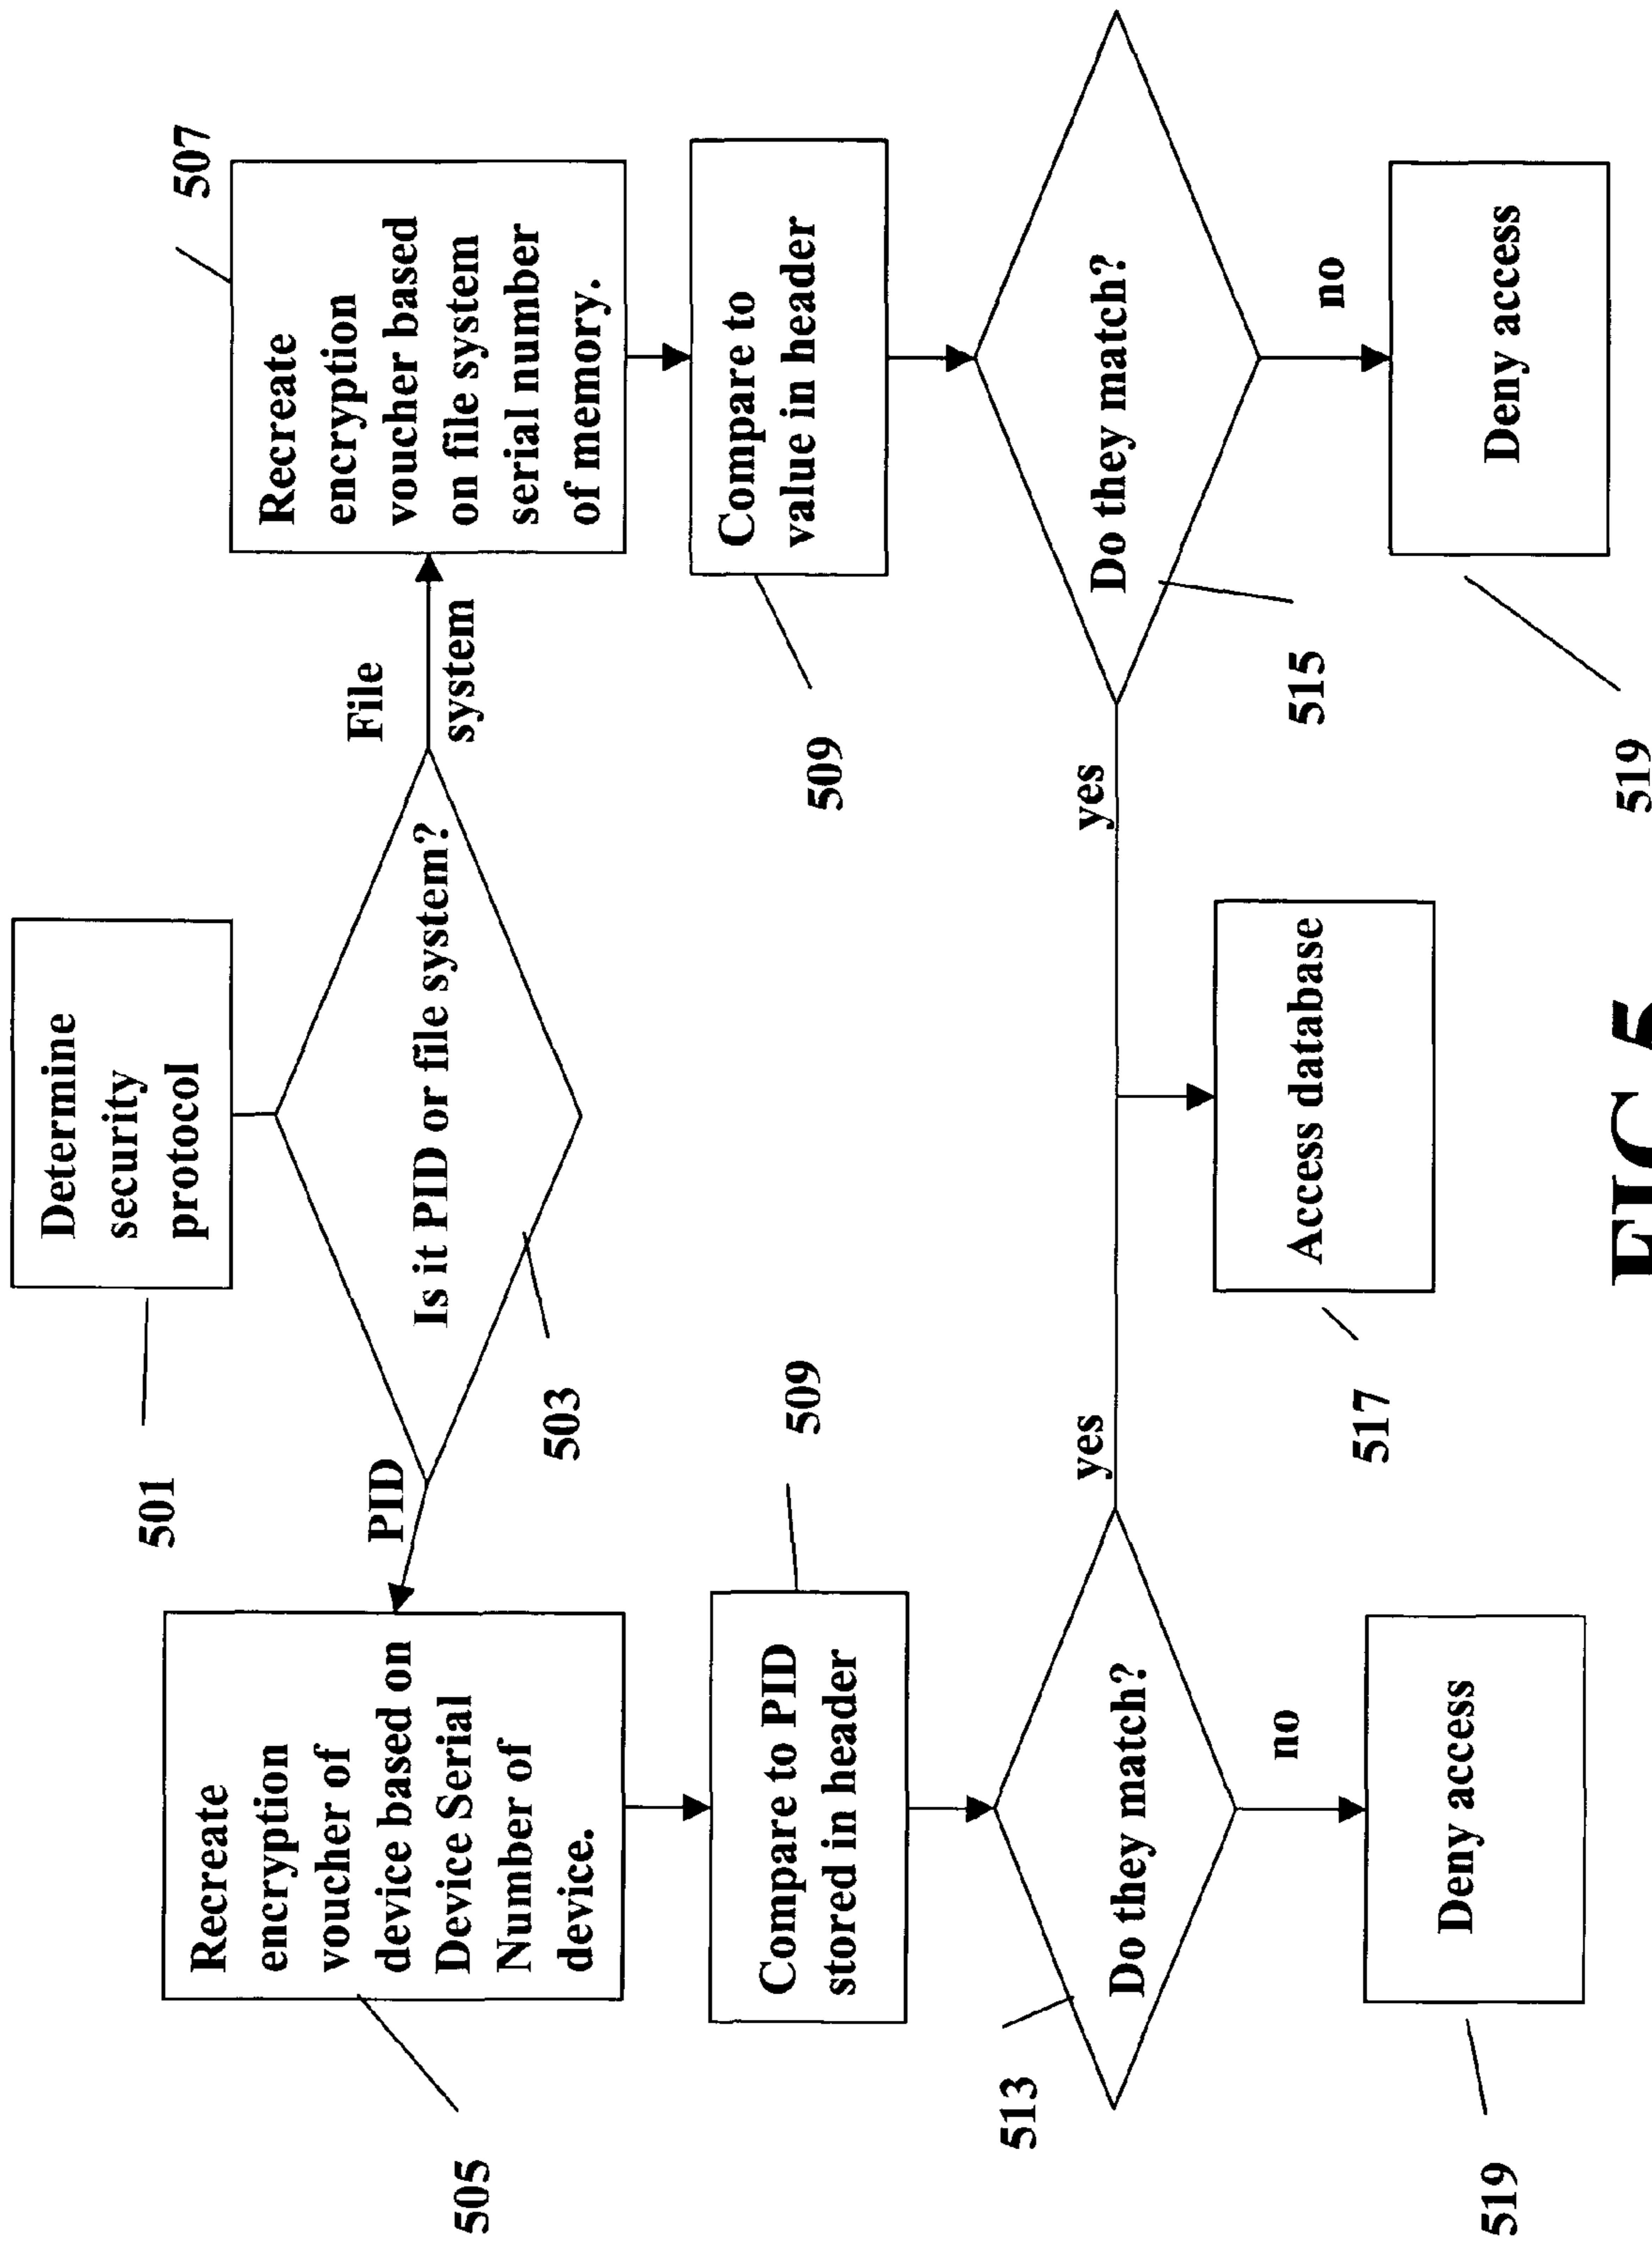 501
Determine
security
protocol
Is it PID or file system?
503
PID
File
system
505
Recreate
encryption
voucher of
device based on
Device Serial
Number of
device.
507
Recreate
encryption
voucher based
on file system
serial number
of memory.
509
Compare to PID
stored in header
509
Compare to
value in header
513
Do they match?
yes
no
515
Do they match?
yes
no
517
Access database
519
Deny access
519
Deny access
FIG 5